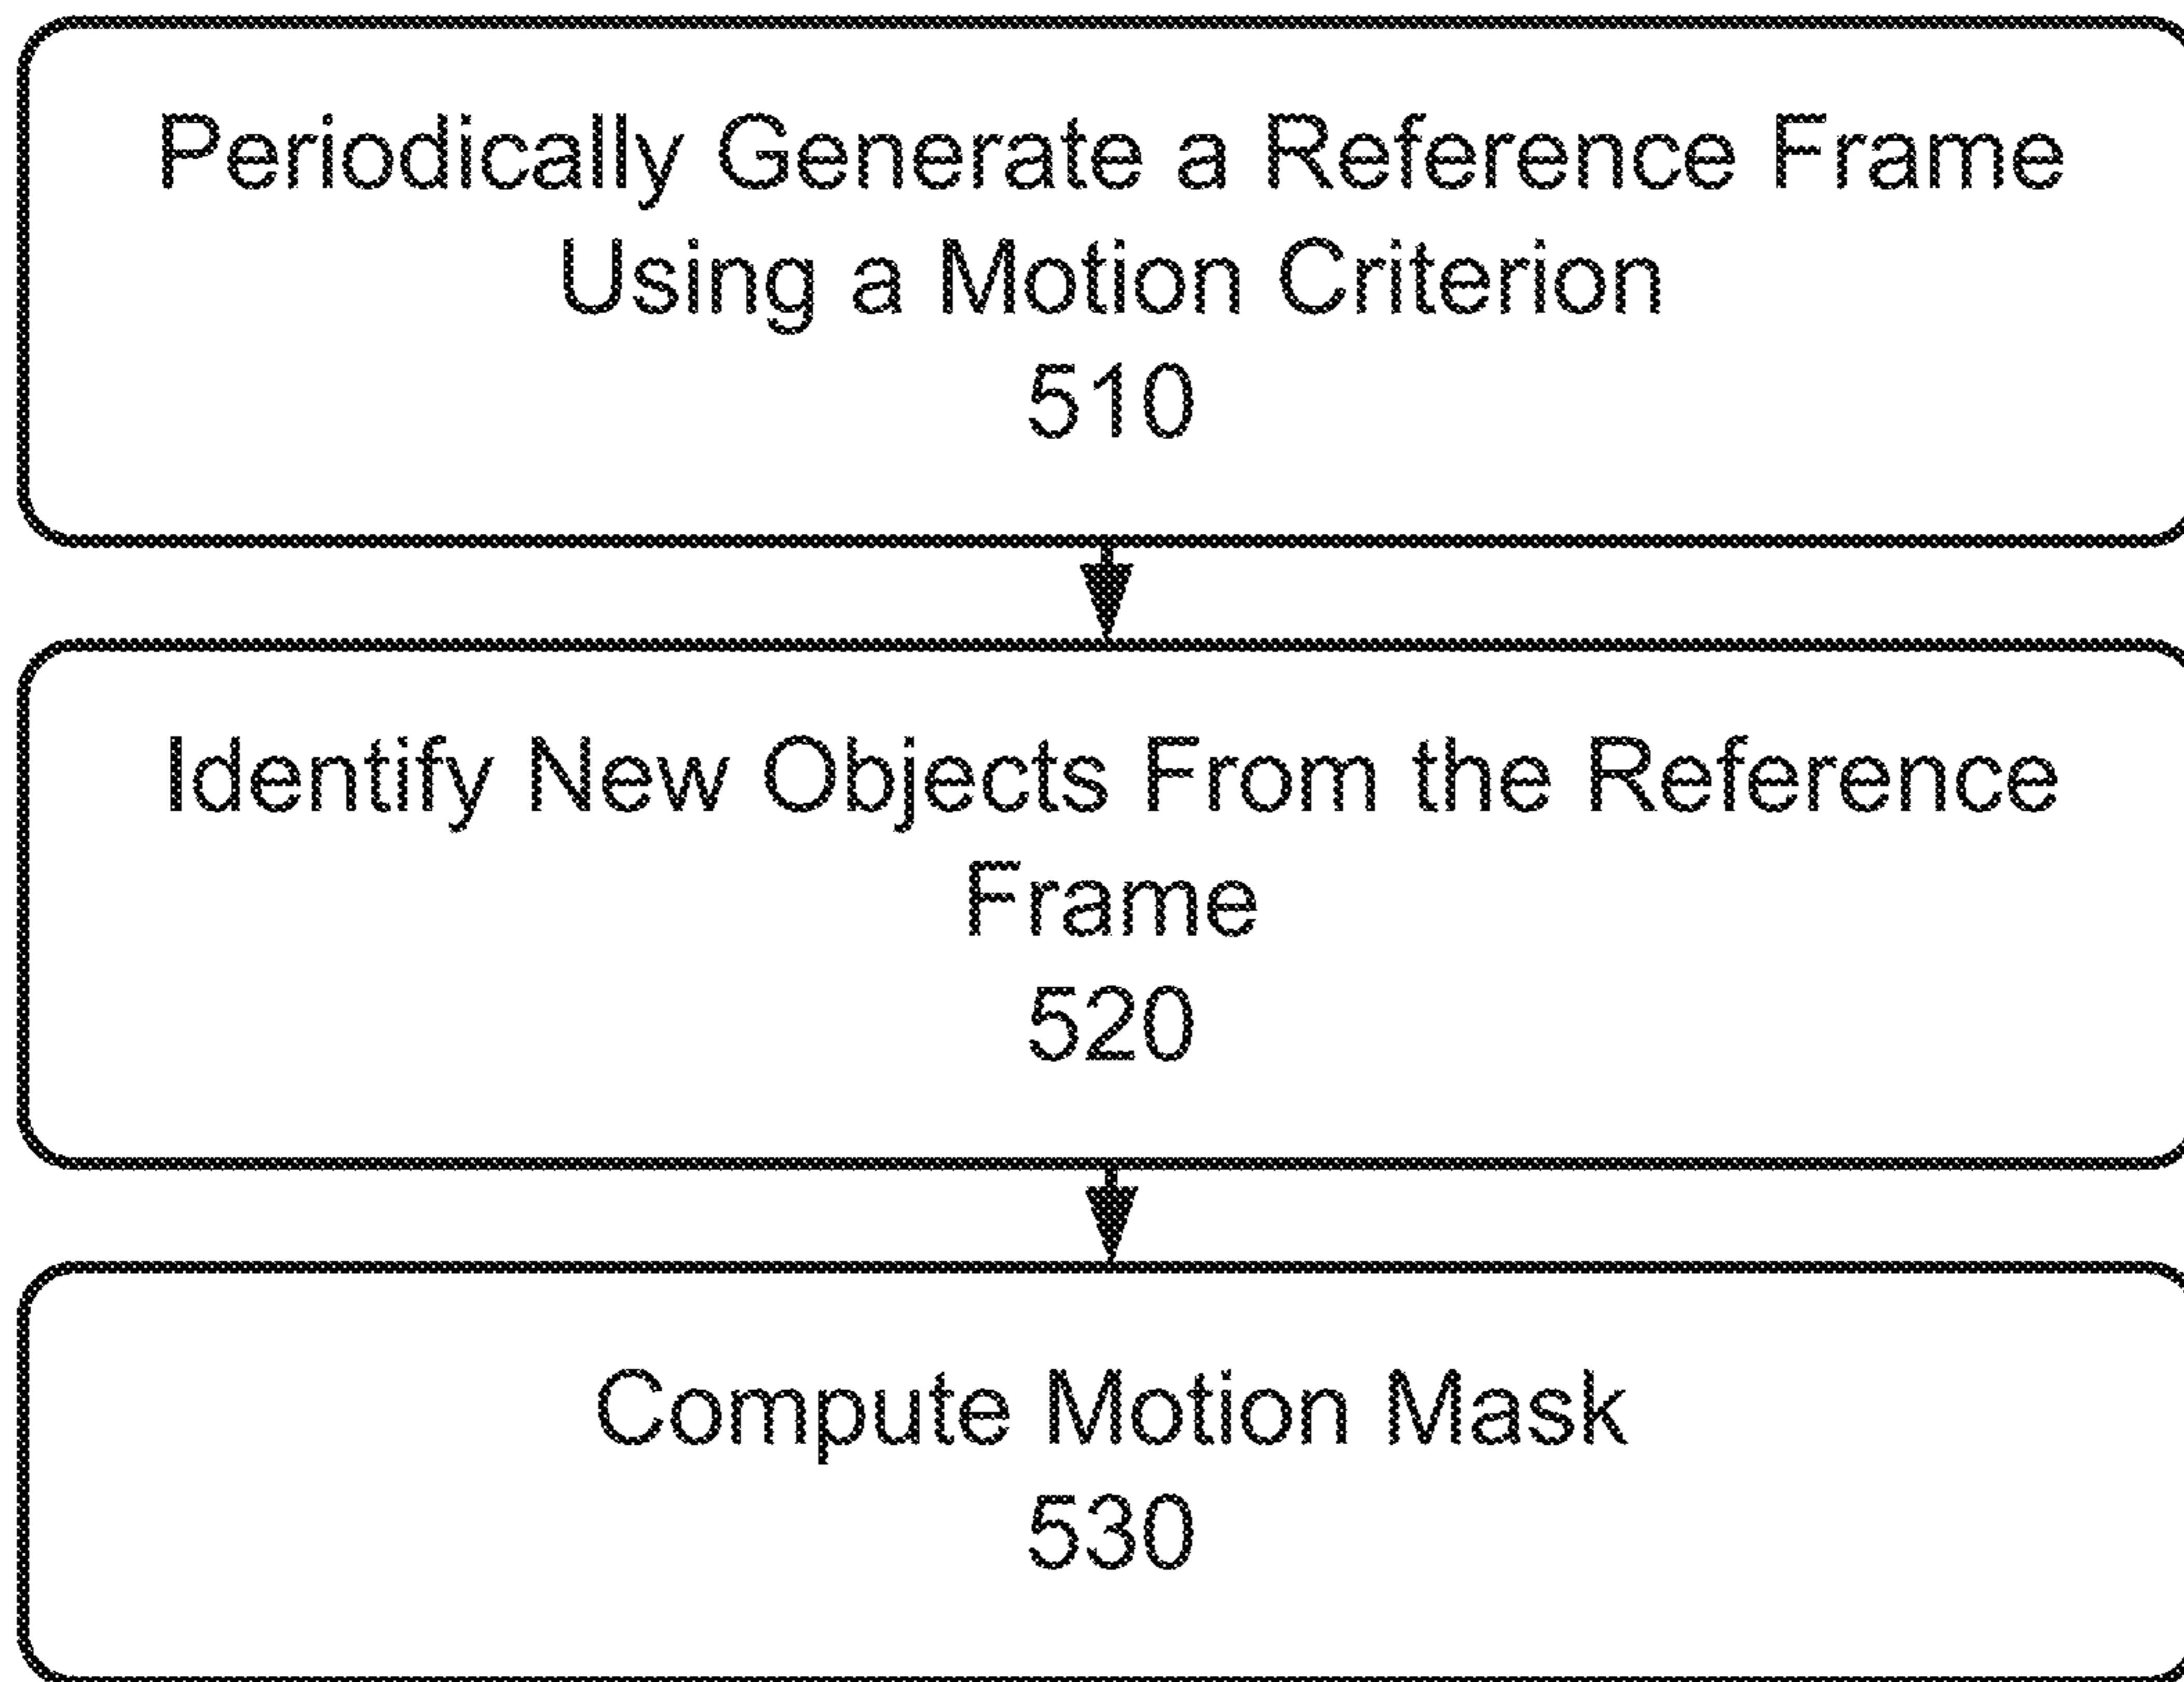 Periodically Generate a Reference Frame
Using a Motion Criterion
510
Identify New Objects From the Reference
Frame
520
Compute Motion Mask
530